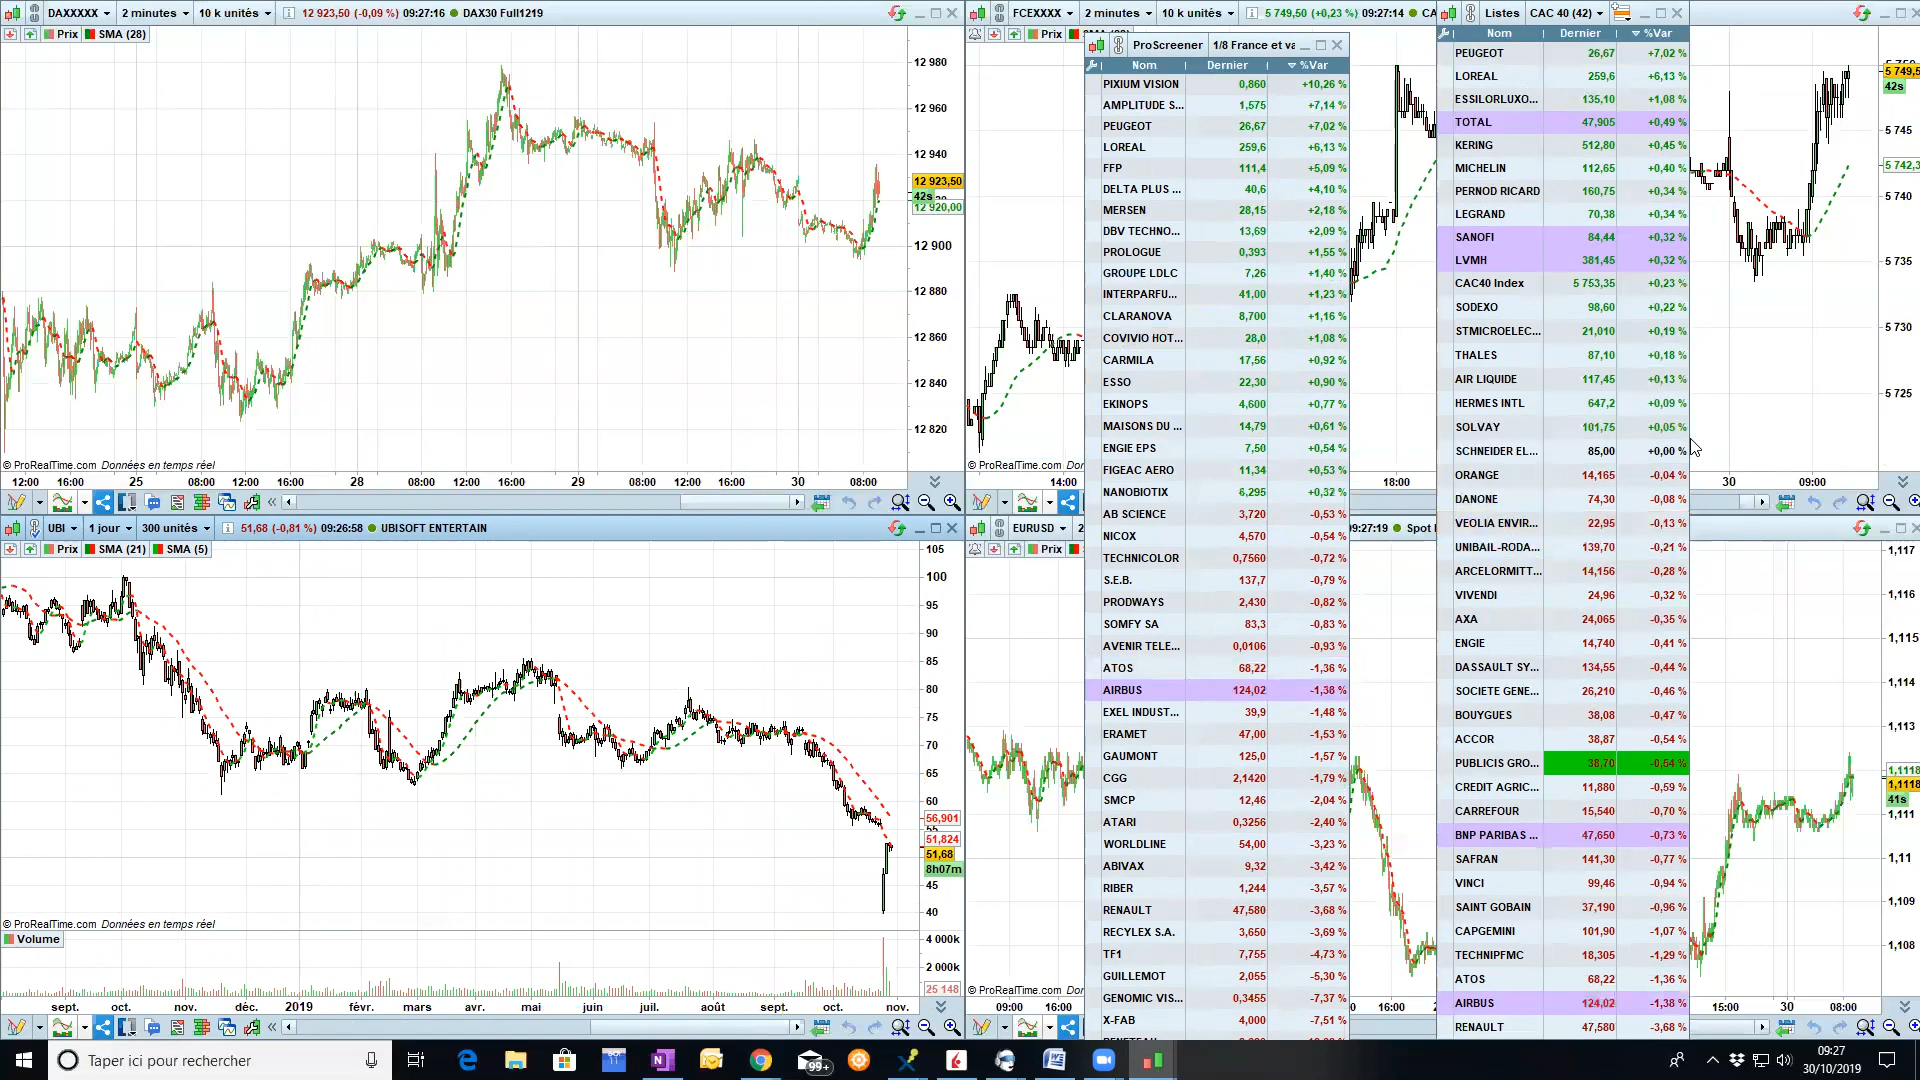 DAXXXXX 2 minutes 10 k unités 12 923,50 (-0,09 %) 09:27:16 DAX30 Full1219
Prix SMA (28)
12 980
12 960
12 940
12 923,50
42s
12 920,00
12 900
12 880
12 860
12 840
12 820
© ProRealTime.com Données en temps réel
12:00 16:00 25 08:00 12:00 16:00 28 08:00 12:00 16:00 29 08:00 12:00 16:00 30 08:00
UBI 1 jour 300 unités 51,68 (-0,81 %) 09:26:58 UBISOFT ENTERTAIN
Prix SMA (21) SMA (5)
105
100
95
90
85
80
75
70
65
60
56,901
55
51,824
51,68
8h07m
45
40
© ProRealTime.com Données en temps réel
Volume
4 000k
2 000k
25 148
sept. oct. nov. déc. 2019 févr. mars avr. mai juin juil. août sept. oct. nov.
FCEXXXX 2 minutes 10 k unités 5 749,50 (+0,23 %) 09:27:14 CA
Prix
© ProRealTime.com Don
14:00
18:00
30 09:00
5 749,5
42s
5 745
5 742,3
5 740
5 735
5 730
5 725
EURUSD 2
09:27:19 Spot
Prix
© ProRealTime.com Do
09:00 16:00
16:00
15:00 30 08:00
1,117
1,116
1,115
1,114
1,113
1,1118
1,1118
41s
1,111
1,11
1,109
1,108
ProScreener 1/8 France et va
Nom Dernier %Var
PIXIUM VISION 0,860 +10,26 %
AMPLITUDE S... 1,575 +7,14 %
PEUGEOT 26,67 +7,02 %
LOREAL 259,6 +6,13 %
FFP 111,4 +5,09 %
DELTA PLUS ... 40,6 +4,10 %
MERSEN 28,15 +2,18 %
DBV TECHNO... 13,69 +2,09 %
PROLOGUE 0,393 +1,55 %
GROUPE LDLC 7,26 +1,40 %
INTERPARFU... 41,00 +1,23 %
CLARANOVA 8,700 +1,16 %
COVIVIO HOT... 28,0 +1,08 %
CARMILA 17,56 +0,92 %
ESSO 22,30 +0,90 %
EKINOPS 4,600 +0,77 %
MAISONS DU ... 14,79 +0,61 %
ENGIE EPS 7,50 +0,54 %
FIGEAC AERO 11,34 +0,53 %
NANOBIOTIX 6,295 +0,32 %
AB SCIENCE 3,720 -0,53 %
NICOX 4,570 -0,54 %
TECHNICOLOR 0,7560 -0,72 %
S.E.B. 137,7 -0,79 %
PRODWAYS 2,430 -0,82 %
SOMFY SA 83,3 -0,83 %
AVENIR TELE... 0,0106 -0,93 %
ATOS 68,22 -1,36 %
AIRBUS 124,02 -1,38 %
EXEL INDUST... 39,9 -1,48 %
ERAMET 47,00 -1,53 %
GAUMONT 125,0 -1,57 %
CGG 2,1420 -1,79 %
SMCP 12,46 -2,04 %
ATARI 0,3256 -2,40 %
WORLDLINE 54,00 -3,23 %
ABIVAX 9,32 -3,42 %
RIBER 1,244 -3,57 %
RENAULT 47,580 -3,68 %
RECYLEX S.A. 3,650 -3,69 %
TF1 7,755 -4,73 %
GUILLEMOT 2,055 -5,30 %
GENOMIC VIS... 0,3455 -7,37 %
X-FAB 4,000 -7,51 %
Listes CAC 40 (42)
Nom Dernier %Var
PEUGEOT 26,67 +7,02 %
LOREAL 259,6 +6,13 %
ESSILORLUXO... 135,10 +1,08 %
TOTAL 47,905 +0,49 %
KERING 512,80 +0,45 %
MICHELIN 112,65 +0,40 %
PERNOD RICARD 160,75 +0,34 %
LEGRAND 70,38 +0,34 %
SANOFI 84,44 +0,32 %
LVMH 381,45 +0,32 %
CAC40 Index 5 753,35 +0,23 %
SODEXO 98,60 +0,22 %
STMICROELEC... 21,010 +0,19 %
THALES 87,10 +0,18 %
AIR LIQUIDE 117,45 +0,13 %
HERMES INTL 647,2 +0,09 %
SOLVAY 101,75 +0,05 %
SCHNEIDER EL... 85,00 +0,00 %
ORANGE 14,165 -0,04 %
DANONE 74,30 -0,08 %
VEOLIA ENVIR... 22,95 -0,13 %
UNIBAIL-RODA... 139,70 -0,21 %
ARCELORMITT... 14,156 -0,28 %
VIVENDI 24,96 -0,32 %
AXA 24,065 -0,35 %
ENGIE 14,740 -0,41 %
DASSAULT SY... 134,55 -0,44 %
SOCIETE GENE... 26,210 -0,46 %
BOUYGUES 38,08 -0,47 %
ACCOR 38,87 -0,54 %
PUBLICIS GRO... 38,70 -0,54 %
CREDIT AGRIC... 11,880 -0,59 %
CARREFOUR 15,540 -0,70 %
BNP PARIBAS ... 47,650 -0,73 %
SAFRAN 141,30 -0,77 %
VINCI 99,46 -0,94 %
SAINT GOBAIN 37,190 -0,96 %
CAPGEMINI 101,90 -1,07 %
TECHNIPFMC 18,305 -1,29 %
ATOS 68,22 -1,36 %
AIRBUS 124,02 -1,38 %
RENAULT 47,580 -3,68 %
Taper ici pour rechercher
99+
09:27
30/10/2019